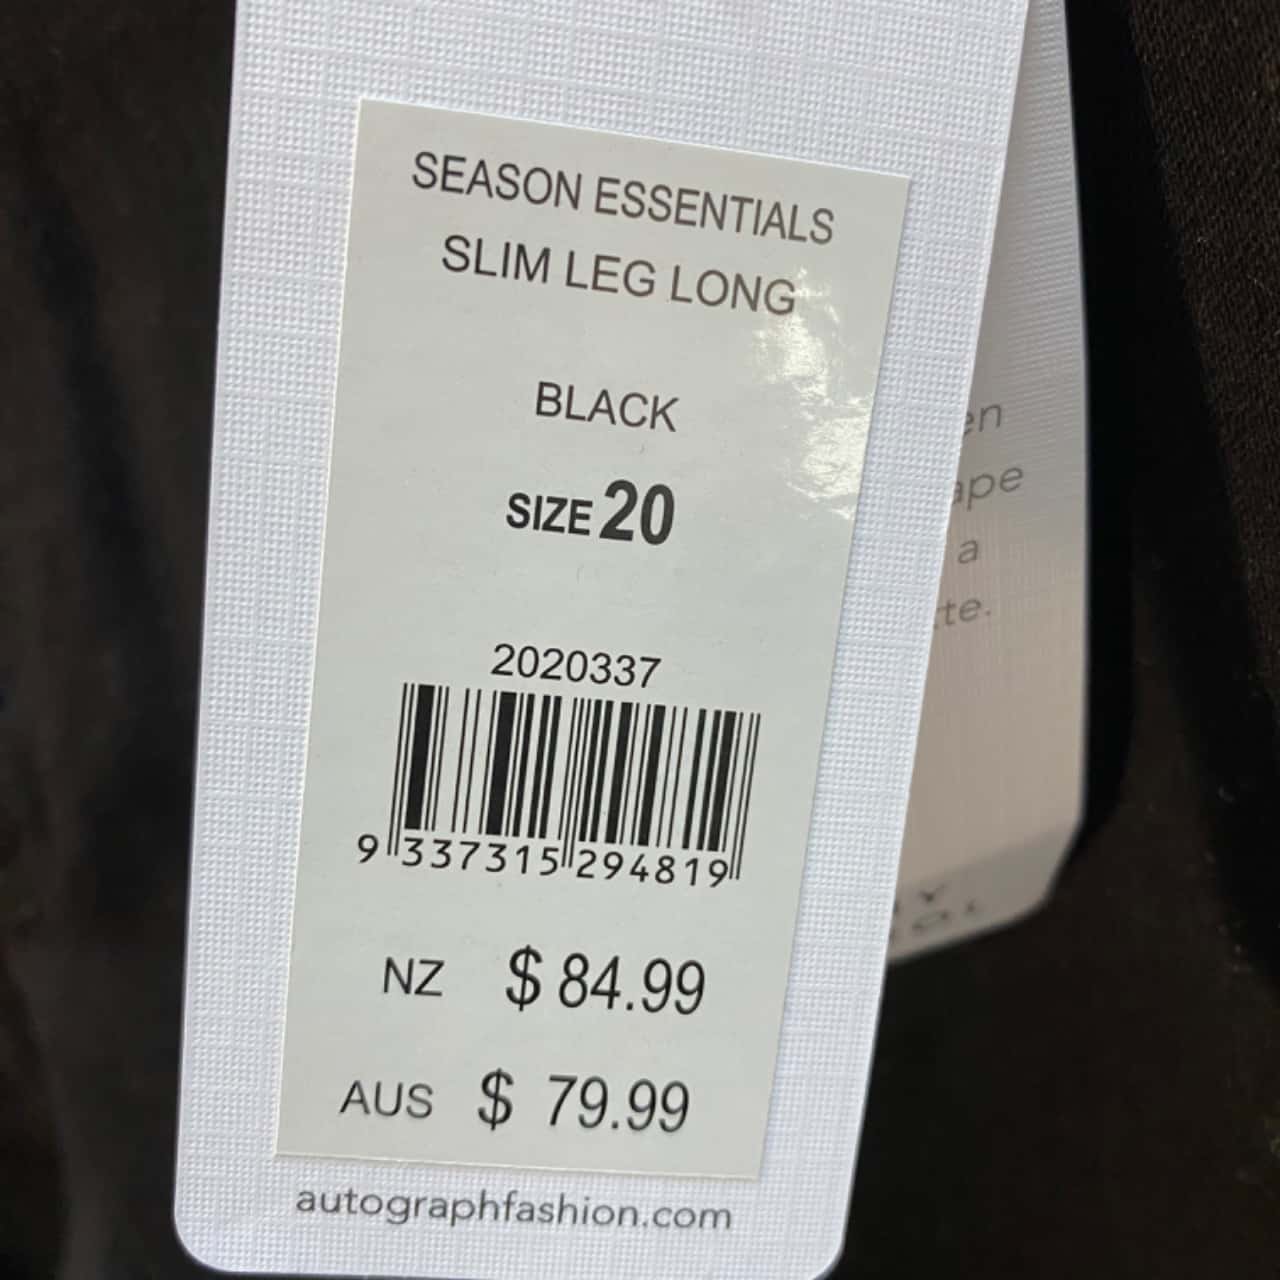 SEASON ESSENTIALS
SLIM LEG LONG
BLACK
SIZE 20
2020337
9 337315 294819
NZ $ 84.99
AUS $ 79.99
autographfashion.com
a